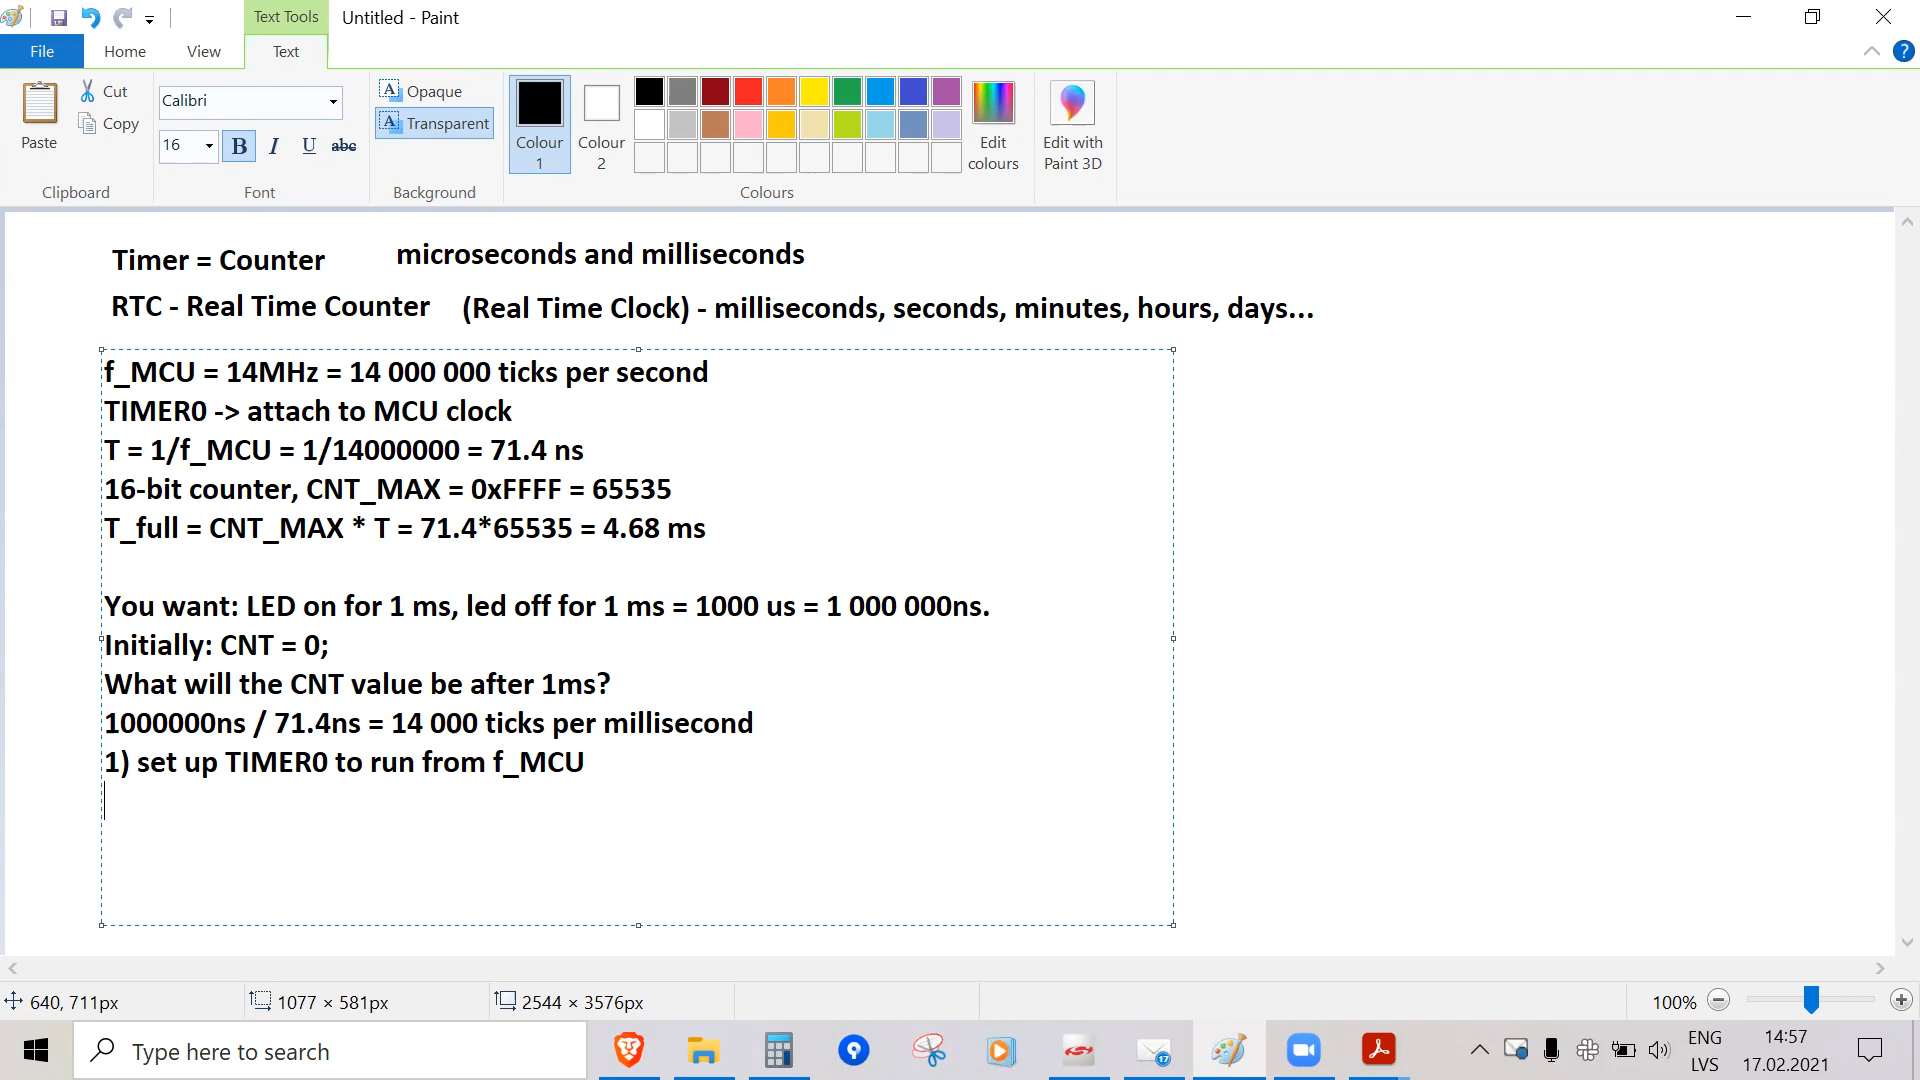 Text Tools
Untitled - Paint
File
Home
View
Text
Paste
Cut
Copy
Clipboard
Calibri
16
B
I
U
abc
Font
A Opaque
A Transparent
Background
Colour 1
Colour 2
Edit colours
Colours
Edit with Paint 3D
?
Timer = Counter
microseconds and milliseconds
RTC - Real Time Counter
(Real Time Clock) - milliseconds, seconds, minutes, hours, days...
f_MCU = 14MHz = 14 000 000 ticks per second
TIMER0 -> attach to MCU clock
T = 1/f_MCU = 1/14000000 = 71.4 ns
16-bit counter, CNT_MAX = 0xFFFF = 65535
T_full = CNT_MAX * T = 71.4*65535 = 4.68 ms
You want: LED on for 1 ms, led off for 1 ms = 1000 us = 1 000 000ns.
Initially: CNT = 0;
What will the CNT value be after 1ms?
1000000ns / 71.4ns = 14 000 ticks per millisecond
1) set up TIMER0 to run from f_MCU
640, 711px
1077 × 581px
2544 × 3576px
100%
Type here to search
17
ENG
LVS
14:57
17.02.2021